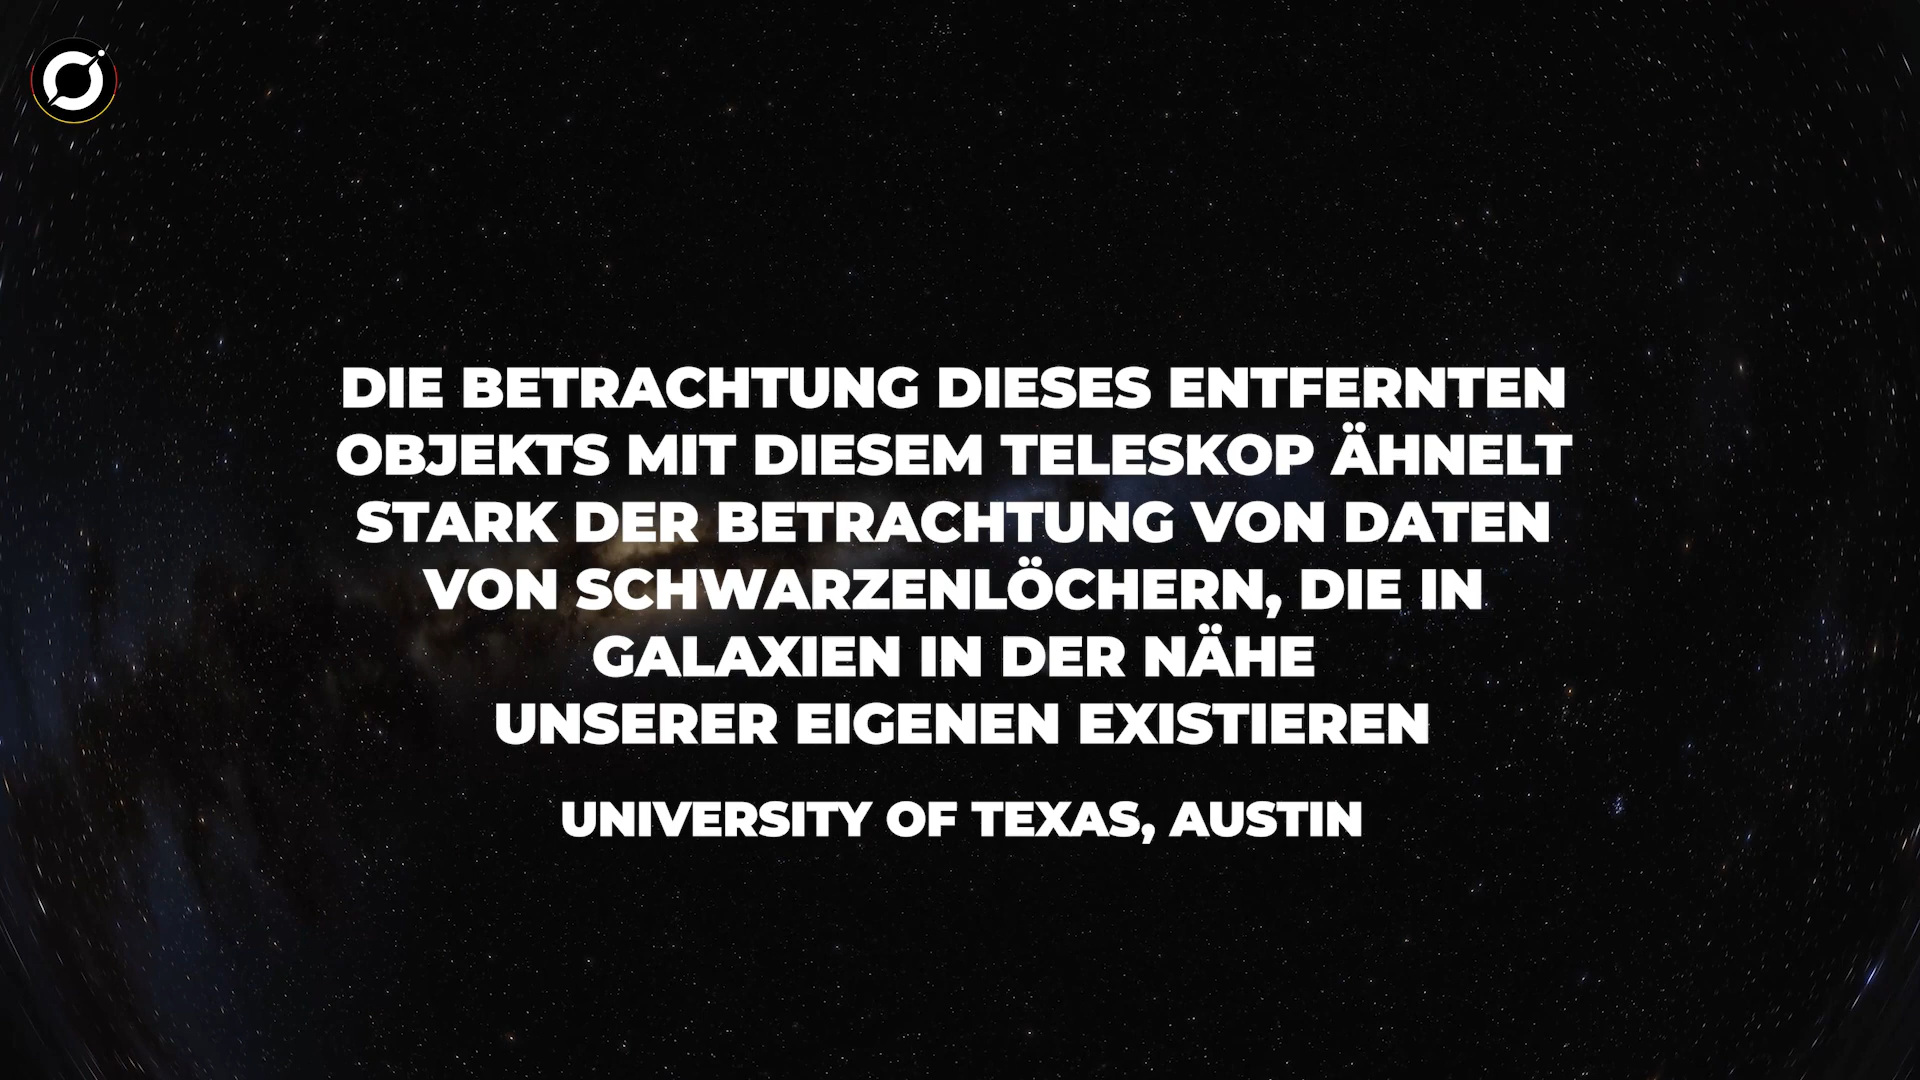 DIE BETRACHTUNG DIESES ENTFERNTEN
OBJEKTS MIT DIESEM TELESKOP ÄHNELT
STARK DER BETRACHTUNG VON DATEN
VON SCHWARZENLÖCHERN, DIE IN
GALAXIEN IN DER NÄHE
UNSERER EIGENEN EXISTIEREN
UNIVERSITY OF TEXAS, AUSTIN